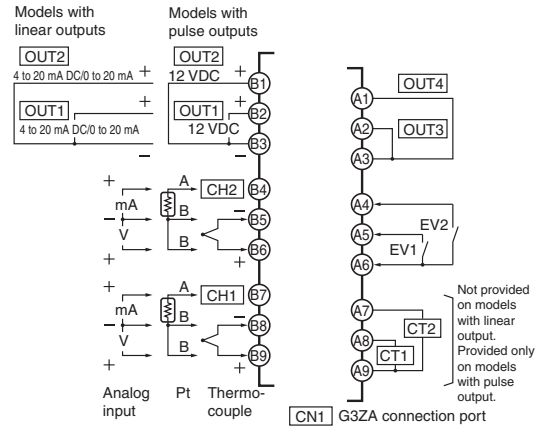 Models with
linear outputs
Models with
pulse outputs
OUT2
4 to 20 mA DC/0 to 20 mA +
OUT2
12 VDC +
B1
OUT1 +
4 to 20 mA DC/0 to 20 mA
OUT1 +
12 VDC
B2
B3
−
−
+
mA
−
V
+
A
B
B
CH2
−
+
B4
B5
B6
+
mA
−
V
+
A
B
B
CH1
−
+
B7
B8
B9
Analog
input
Pt
Thermo-
couple
A1
OUT4
A2
OUT3
A3
A4
A5
EV1
EV2
A6
A7
CT2
A8
CT1
A9
Not provided
on models
with linear
output.
Provided only
on models
with pulse
output.
CN1 G3ZA connection port